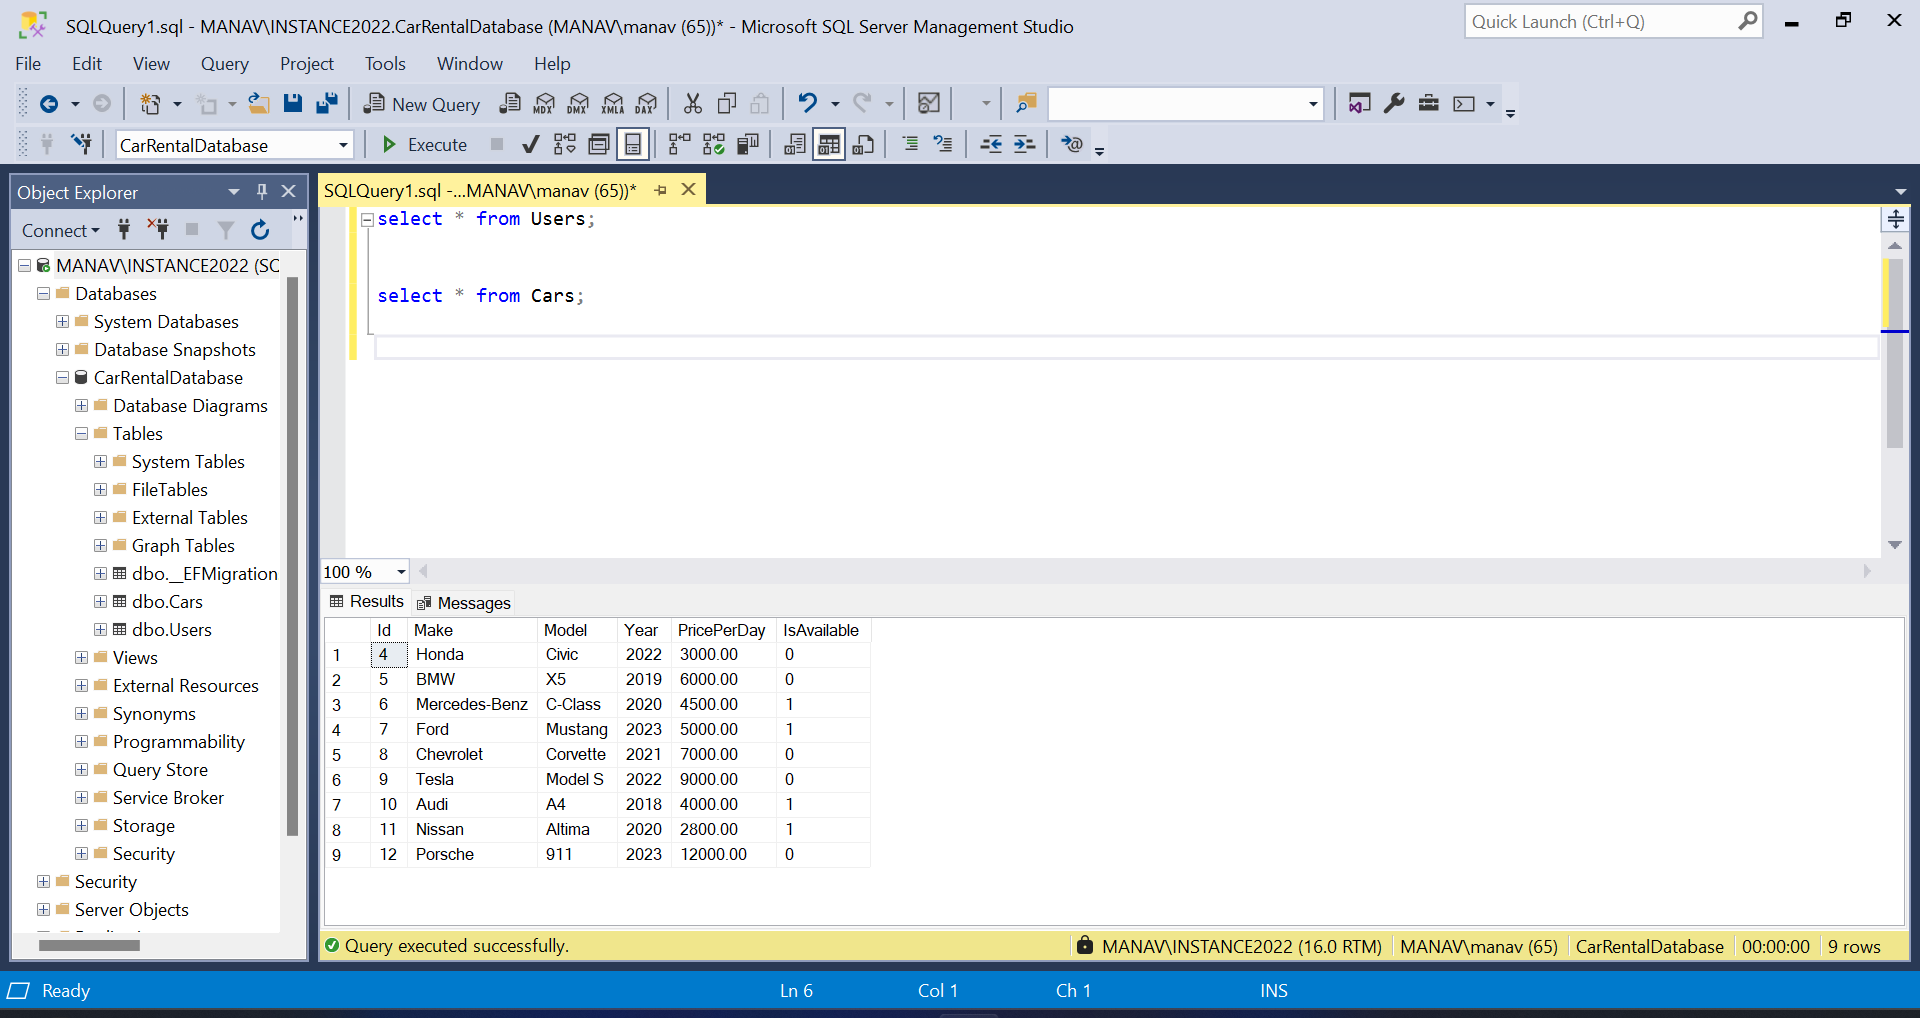 SQLQuery1.sql - MANAV\INSTANCE2022.CarRentalDatabase (MANAV\manav (65))* - Microsoft SQL Server Management Studio
Quick Launch (Ctrl+Q)
File Edit View Query Project Tools Window Help
New Query MDX DMX XMLA DAX
CarRentalDatabase Execute
Object Explorer
Connect
MANAV\INSTANCE2022 (SQ
Databases
System Databases
Database Snapshots
CarRentalDatabase
Database Diagrams
Tables
System Tables
FileTables
External Tables
Graph Tables
dbo.__EFMigration
dbo.Cars
dbo.Users
Views
External Resources
Synonyms
Programmability
Query Store
Service Broker
Storage
Security
Security
Server Objects
SQLQuery1.sql -...MANAV\manav (65))*
select * from Users;
select * from Cars;
100 %
Results Messages
Id Make Model Year PricePerDay IsAvailable
1 4 Honda Civic 2022 3000.00 0
2 5 BMW X5 2019 6000.00 0
3 6 Mercedes-Benz C-Class 2020 4500.00 1
4 7 Ford Mustang 2023 5000.00 1
5 8 Chevrolet Corvette 2021 7000.00 0
6 9 Tesla Model S 2022 9000.00 0
7 10 Audi A4 2018 4000.00 1
8 11 Nissan Altima 2020 2800.00 1
9 12 Porsche 911 2023 12000.00 0
Query executed successfully. MANAV\INSTANCE2022 (16.0 RTM) MANAV\manav (65) CarRentalDatabase 00:00:00 9 rows
Ready Ln 6 Col 1 Ch 1 INS